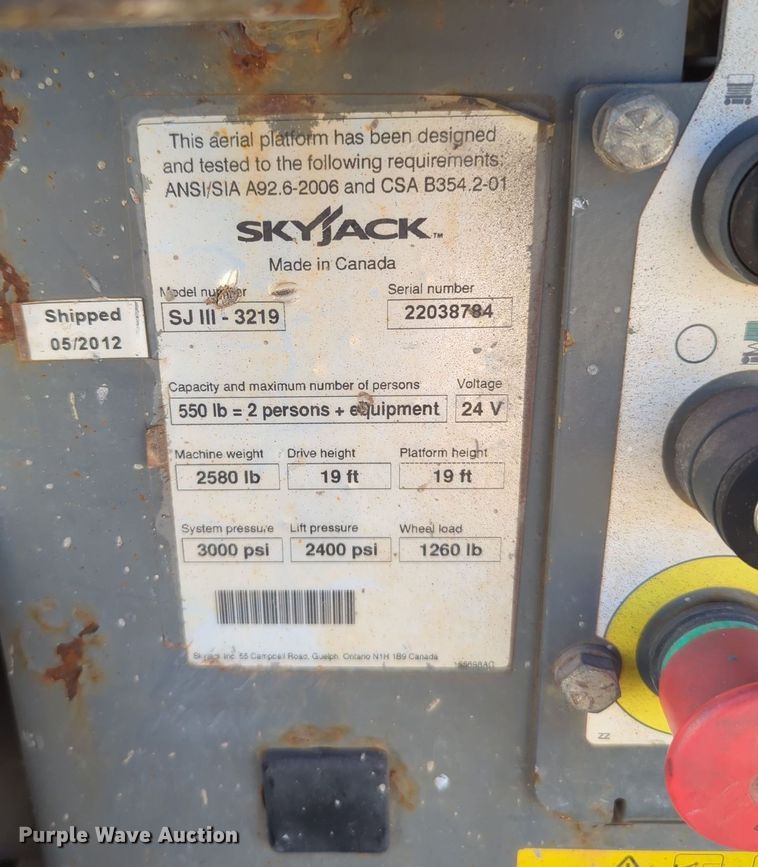 This aerial platform has been designed
and tested to the following requirements:
ANSI/SIA A92.6-2006 and CSA B354.2-01
SKYJACK™
Made in Canada
Model number
Serial number
SJ III - 3219
22038784
Shipped
05/2012
Capacity and maximum number of persons
Voltage
550 lb = 2 persons + equipment
24 V
Machine weight
Drive height
Platform height
2580 lb
19 ft
19 ft
System pressure
Lift pressure
Wheel load
3000 psi
2400 psi
1260 lb
Skyjack Inc. 55 Campbell Road, Guelph, Ontario N1H 1B9 Canada
ZZ
Purple Wave Auction